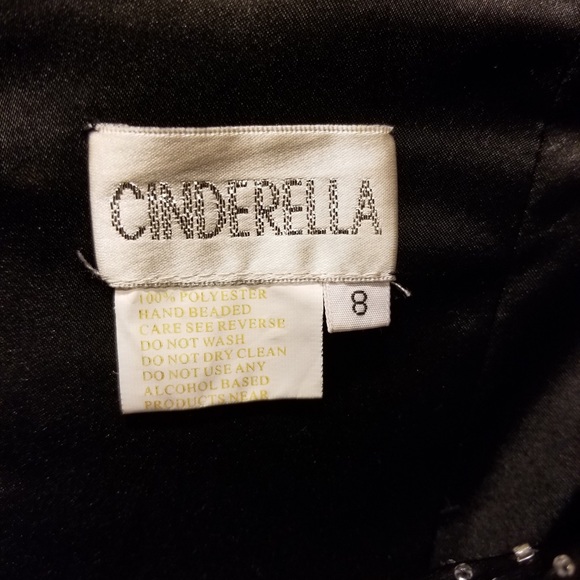 CINDERELLA
8
100% POLYESTER
HAND BEADED
CARE SEE REVERSE
DO NOT WASH
DO NOT DRY CLEAN
DO NOT USE ANY
ALCOHOL BASED
PRODUCTS NEAR